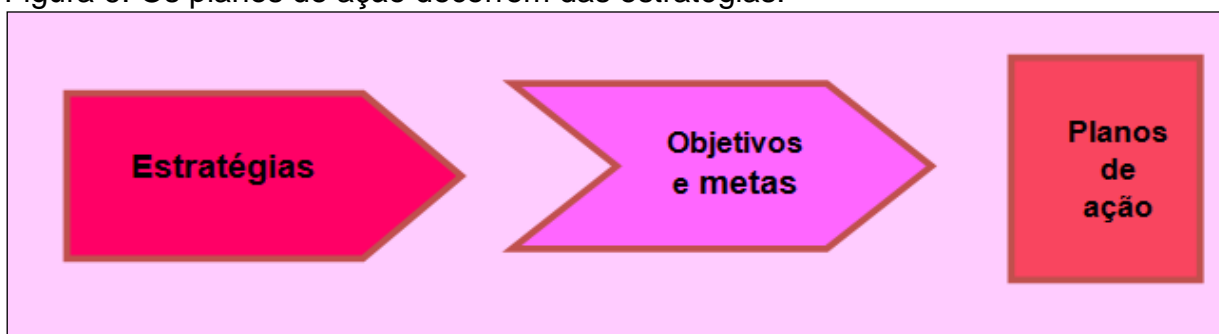 Figura Os planos de ação decorrem das estratégias.
Estratégias
Objetivos
e metas
Planos
de
ação